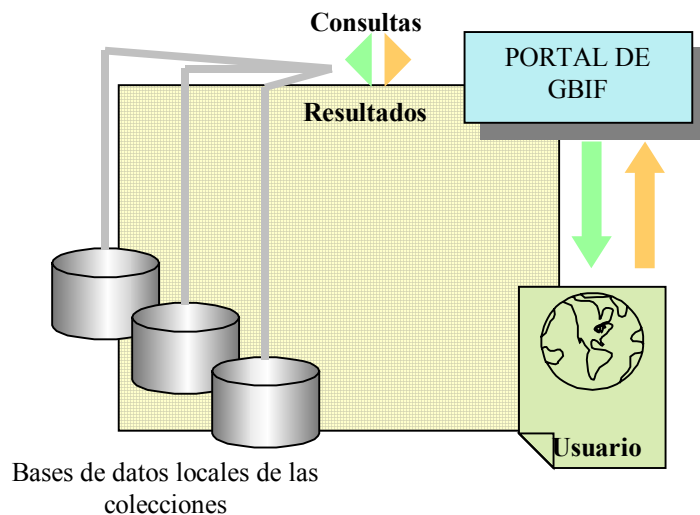 Consultas
PORTAL DE
GBIF
Resultados
Usuario
Bases de datos locales de las
colecciones